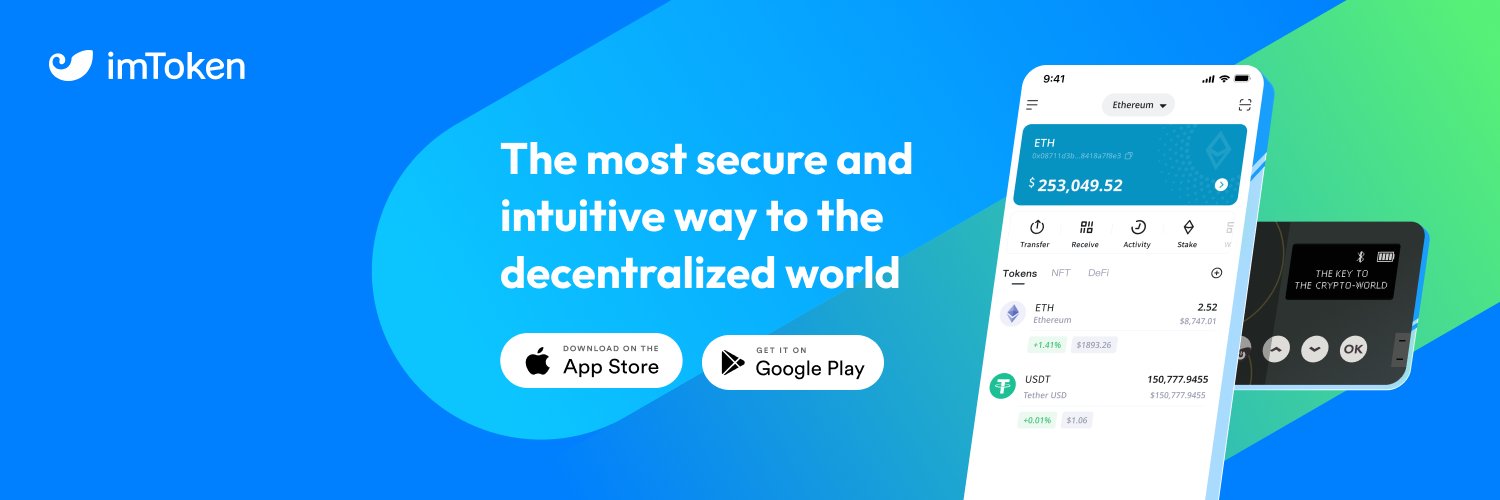 imToken
The most secure and
intuitive way to the
decentralized world
DOWNLOAD ON THE
App Store
GET IT ON
Google Play
9:41
Ethereum
ETH
0x08711d3b...8418a7f8e3
$ 253,049.52
Transfer Receive Activity Stake W
Tokens NFT DeFi
ETH 2.52
Ethereum $8,747.01
+1.41% $1893.26
USDT 150,777.9455
Tether USD $150,777.9455
+0.01% $1.06
THE KEY TO
THE CRYPTO-WORLD
OK